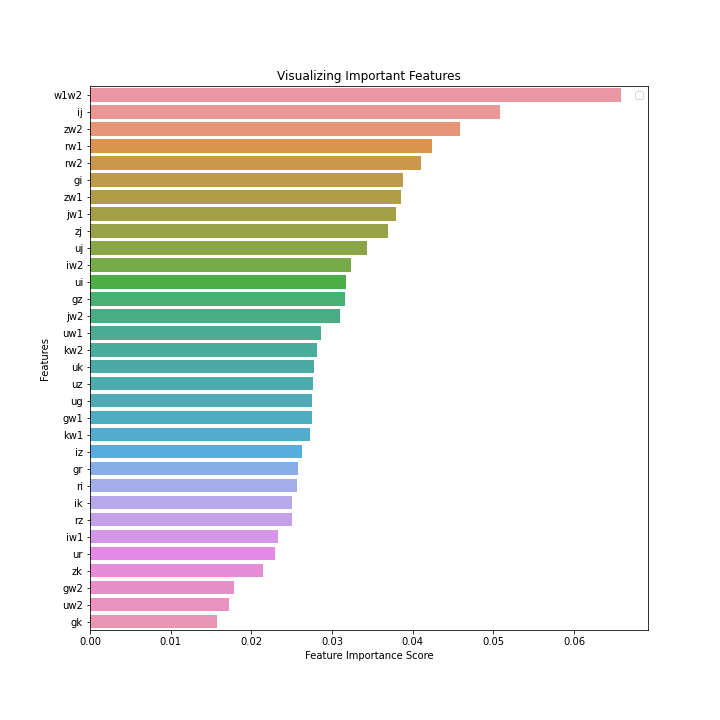 Visualizing Important Features
w1w2
ij
zw2
rw1
rw2
gi
zw1
jw1
zj
uj
iw2
ui
gz
jw2
uw1
kw2
uk
uz
ug
gw1
kw1
iz
gr
ri
ik
rz
iw1
ur
zk
gw2
uw2
gk
Features
0.00 0.01 0.02 0.03 0.04 0.05 0.06
Feature Importance Score